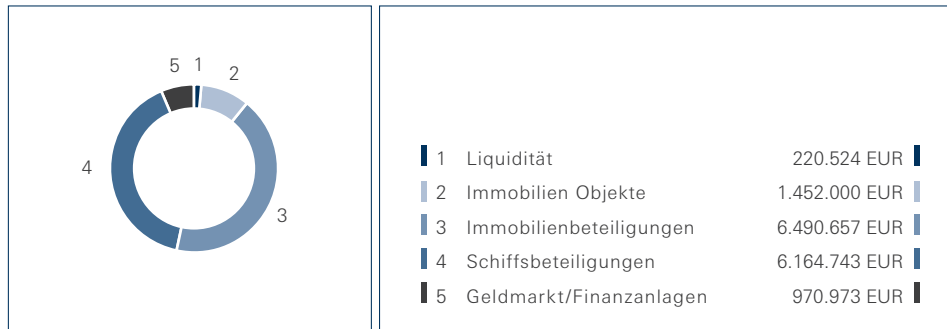 5 1
2
4
3
1 Liquidität 220.524 EUR
2 Immobilien Objekte 1.452.000 EUR
3 Immobilienbeteiligungen 6.490.657 EUR
4 Schiffsbeteiligungen 6.164.743 EUR
5 Geldmarkt/Finanzanlagen 970.973 EUR